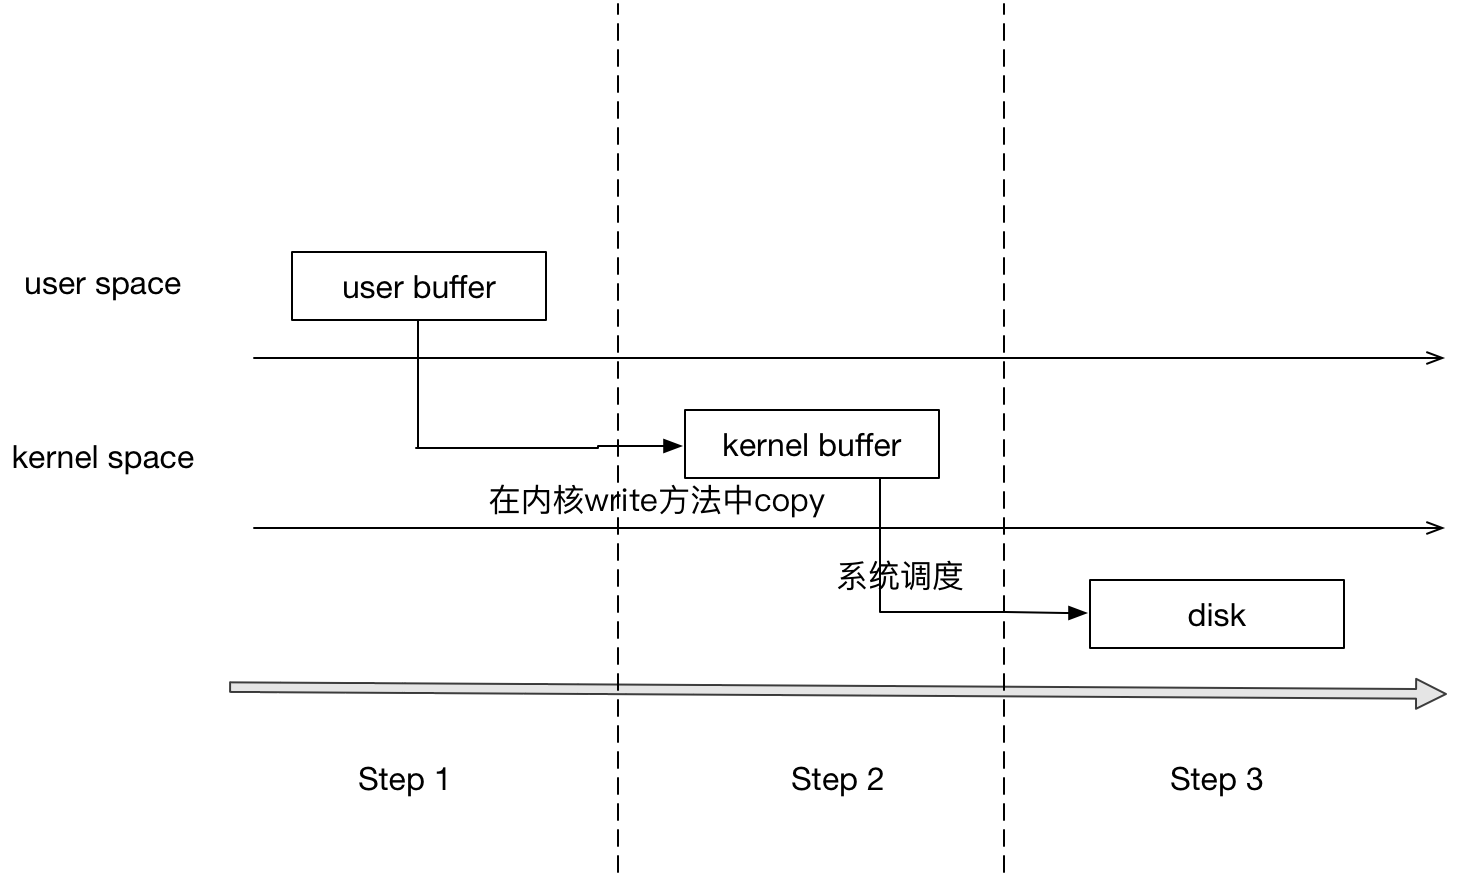 user space
user buffer
kernel space
kernel buffer
在内核write方法中copy
系统调度
disk
Step 1
Step 2
Step 3